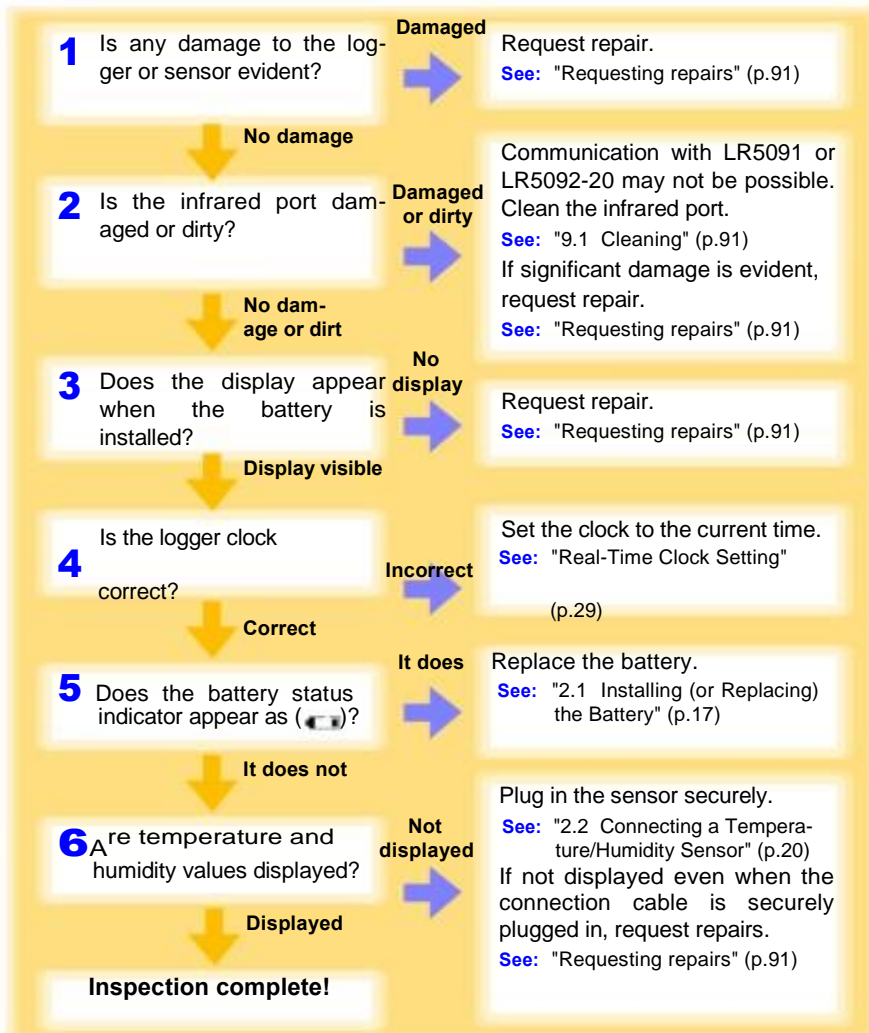 Damaged
1 Is any damage to the log-
ger or sensor evident?
Request repair.
See: "Requesting repairs" (p.91)
No damage
2 Is the infrared port dam-
aged or dirty?
Damaged
or dirty
Communication with LR5091 or
LR5092-20 may not be possible.
Clean the infrared port.
See: "9.1 Cleaning" (p.91)
If significant damage is evident,
request repair.
See: "Requesting repairs" (p.91)
No dam-
age or dirt
3 Does the display appear
when the battery is
installed?
No
display
Request repair.
See: "Requesting repairs" (p.91)
Display visible
4 Is the logger clock
correct?
Incorrect
Set the clock to the current time.
See: "Real-Time Clock Setting"
(p.29)
Correct
5 Does the battery status
indicator appear as ( )?
It does
Replace the battery.
See: "2.1 Installing (or Replacing)
the Battery" (p.17)
It does not
6 Are temperature and
humidity values displayed?
Not
displayed
Plug in the sensor securely.
See: "2.2 Connecting a Tempera-
ture/Humidity Sensor" (p.20)
If not displayed even when the
connection cable is securely
plugged in, request repairs.
See: "Requesting repairs" (p.91)
Displayed
Inspection complete!